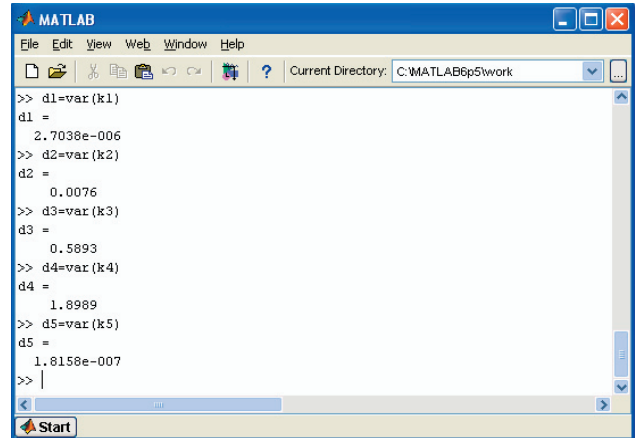 MATLAB
File Edit View Web Window Help
? Current Directory: C:\MATLAB6p5\work ...
>> d1=var(k1)
d1 =
2.7038e-006
>> d2=var(k2)
d2 =
0.0076
>> d3=var(k3)
d3 =
0.5893
>> d4=var(k4)
d4 =
1.8989
>> d5=var(k5)
d5 =
1.8158e-007
>>
Start